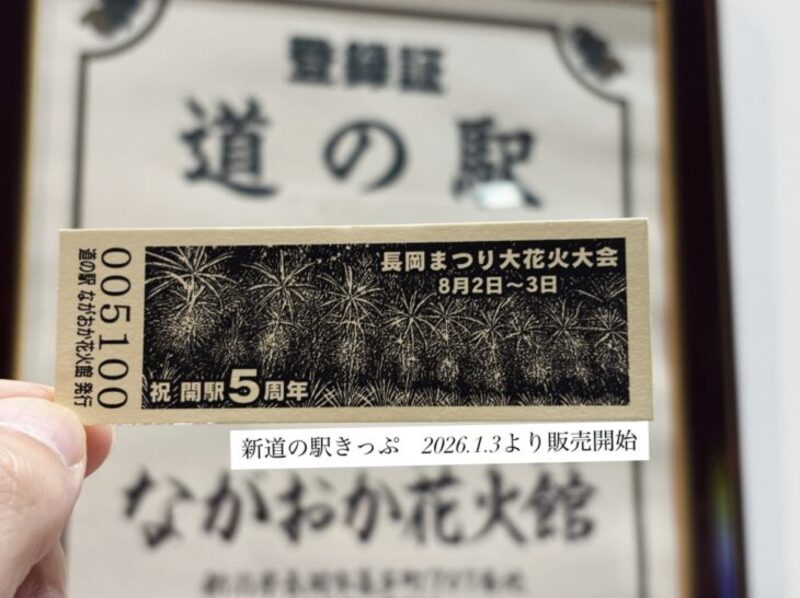 登録証
道の駅
005100
道の駅 ながおか花火館 発行
長岡まつり大花火大会
8月2日～3日
祝 開駅5周年
新道の駅きっぷ 2026.1.3より販売開始
ながおか花火館